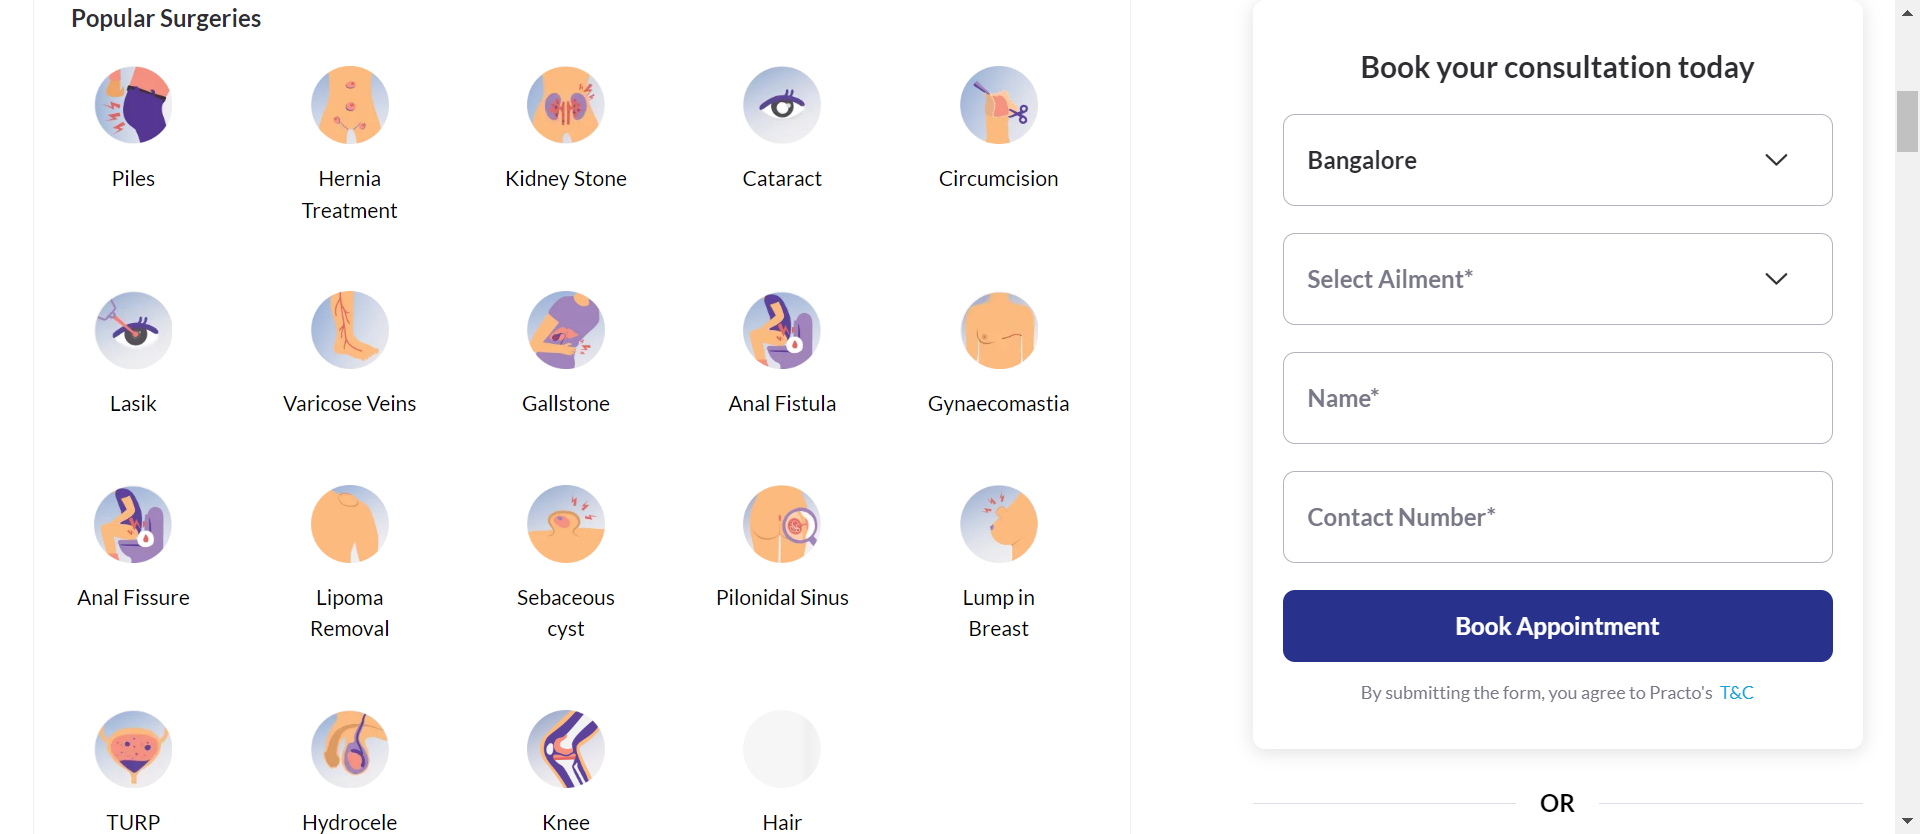 Popular Surgeries
Piles
Hernia
Treatment
Kidney Stone
Cataract
Circumcision
Lasik
Varicose Veins
Gallstone
Anal Fistula
Gynaecomastia
Anal Fissure
Lipoma
Removal
Sebaceous
cyst
Pilonidal Sinus
Lump in
Breast
TURP
Hydrocele
Knee
Hair
Book your consultation today
Bangalore
Select Ailment*
Name*
Contact Number*
Book Appointment
By submitting the form, you agree to Practo's T&C
OR